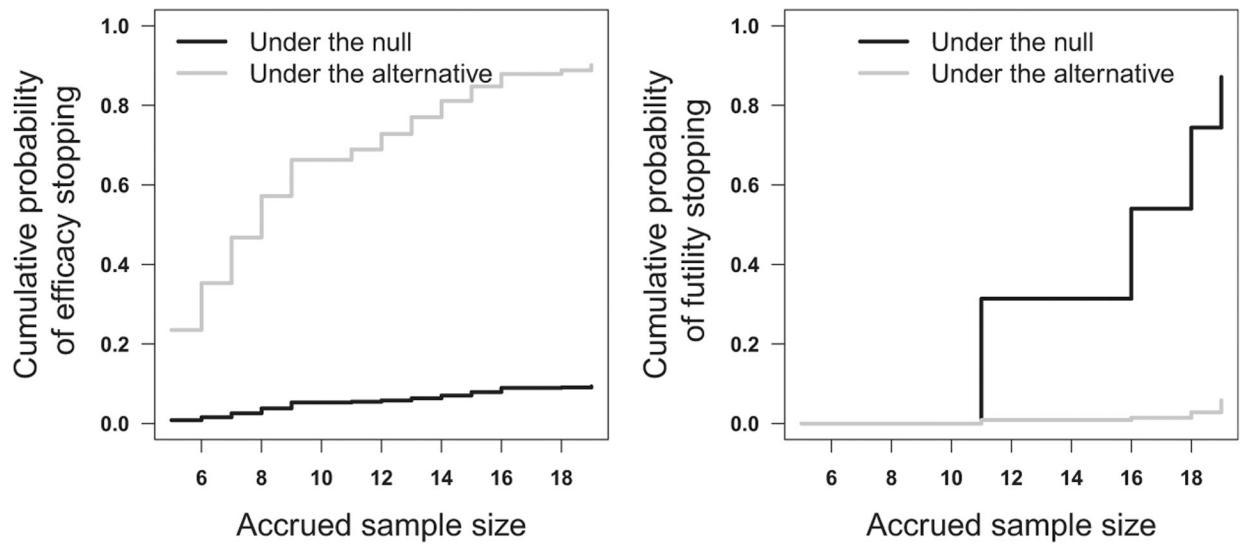 Cumulative probability
of efficacy stopping
1.0
0.8
0.6
0.4
0.2
0.0
Under the null
Under the alternative
6 8 10 12 14 16 18
Accrued sample size
Cumulative probability
of futility stopping
1.0
0.8
0.6
0.4
0.2
0.0
Under the null
Under the alternative
6 8 10 12 14 16 18
Accrued sample size